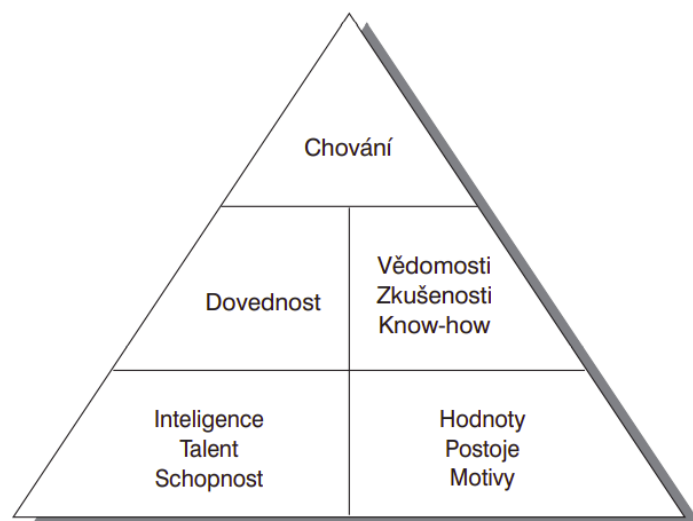 Chování
Dovednost
Vědomosti
Zkušenosti
Know-how
Inteligence
Talent
Schopnost
Hodnoty
Postoje
Motivy